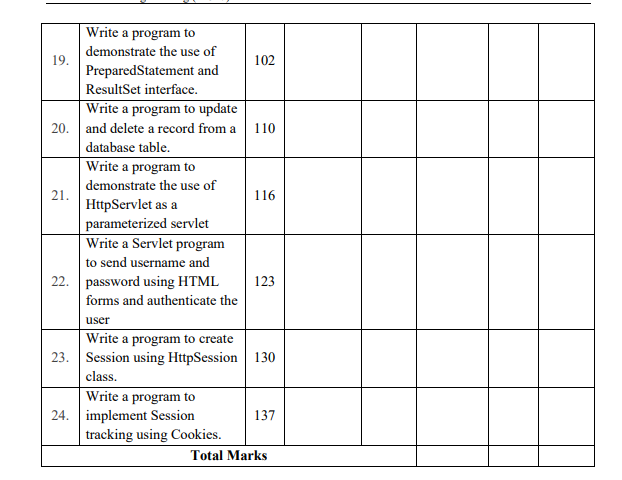 19.
Write a program to
demonstrate the use of
PreparedStatement and
ResultSet interface.
102
20.
Write a program to update
and delete a record from a
database table.
110
21.
Write a program to
demonstrate the use of
HttpServlet as a
parameterized servlet
116
22.
Write a Servlet program
to send username and
password using HTML
forms and authenticate the
user
123
23.
Write a program to create
Session using HttpSession
class.
130
24.
Write a program to
implement Session
tracking using Cookies.
137
Total Marks